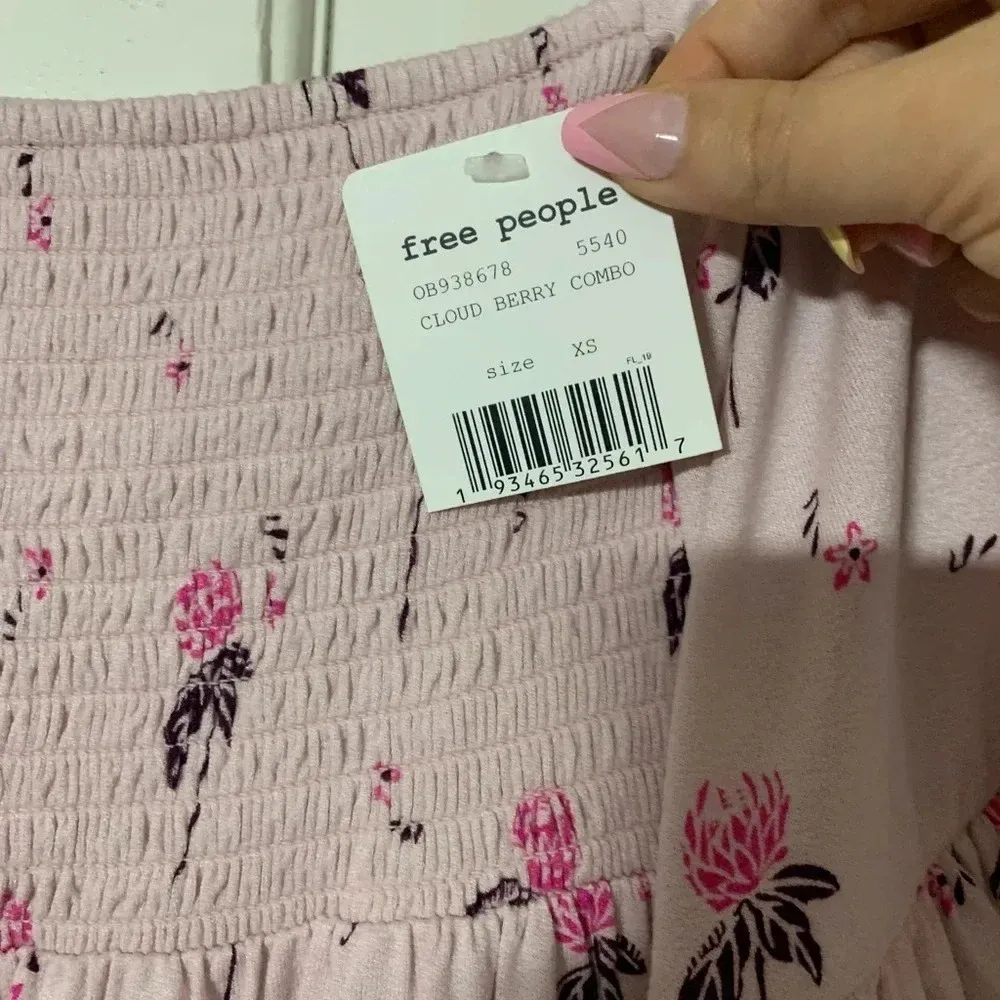 free people
OB938678 5540
CLOUD BERRY COMBO
size XS
FL_19
1 93465 32561 7